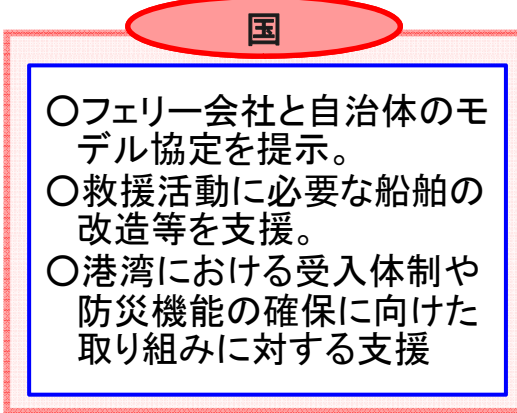 国
○フェリー会社と自治体のモ
デル協定を提示。
○救援活動に必要な船舶の
改造等を支援。
○港湾における受入体制や
防災機能の確保に向けた
取り組みに対する支援